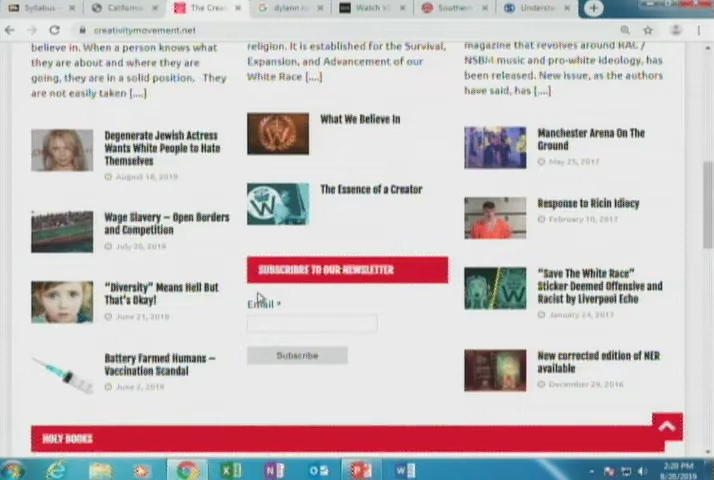 Syllabus
California
The Crea
dylann ro
Watch V
Southern
Underste
creativitymovement.net
believe in. When a person knows what
they are about and where they are
going, they are in a solid position. They
are not easily taken [....]
religion. It is established for the Survival,
Expansion, and Advancement of our
White Race [....]
magazine that revolves around RAC /
NSBM music and pro-white ideology, has
been released. New issue, as the authors
have said, has [....]
Degenerate Jewish Actress
Wants White People to Hate
Themselves
August 18, 2019
Wage Slavery – Open Borders
and Competition
July 20, 2019
"Diversity" Means Hell But
That's Okay!
June 21, 2019
Battery Farmed Humans –
Vaccination Scandal
June 2, 2019
What We Believe In
The Essence of a Creator
SUBSCRIBRE TO OUR NEWSLETTER
Email *
Subscribe
Manchester Arena On The
Ground
May 25, 2017
Response to Ricin Idiocy
February 10, 2017
"Save The White Race"
Sticker Deemed Offensive and
Racist by Liverpool Echo
January 24, 2017
New corrected edition of NER
available
December 29, 2016
HOLY BOOKS
2:20 PM
8/20/2019